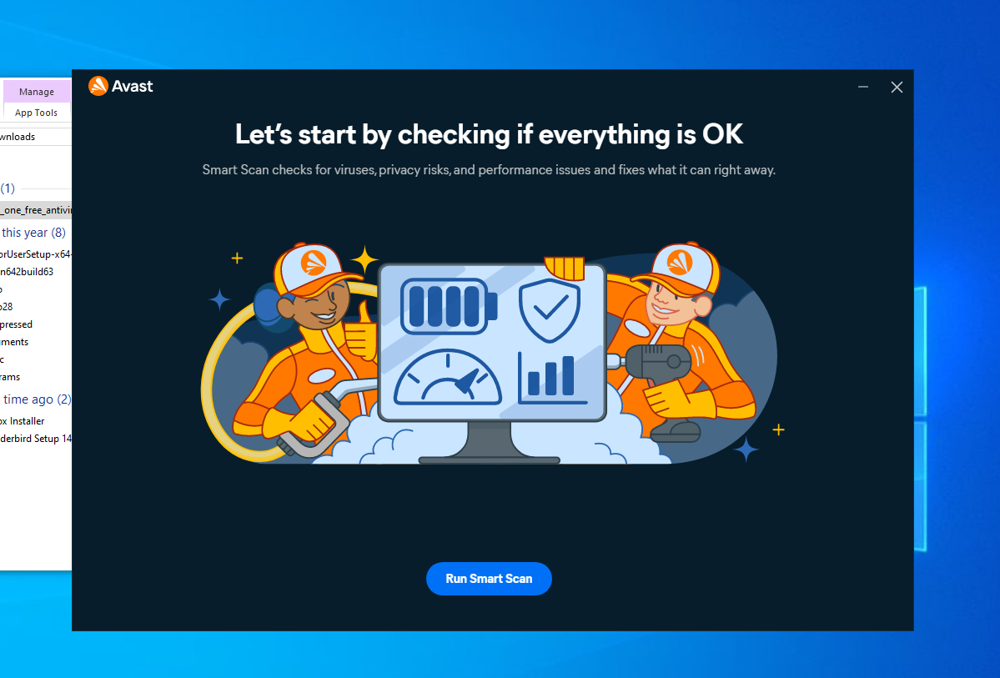 Avast
Manage
App Tools
wnloads
(1)
_one_free_antivi
this year (8)
orUserSetup-x64-
n642build63
28
pressed
uments
c
rams
time ago (2)
ox Installer
derbird Setup 14
Let's start by checking if everything is OK
Smart Scan checks for viruses, privacy risks, and performance issues and fixes what it can right away.
Run Smart Scan